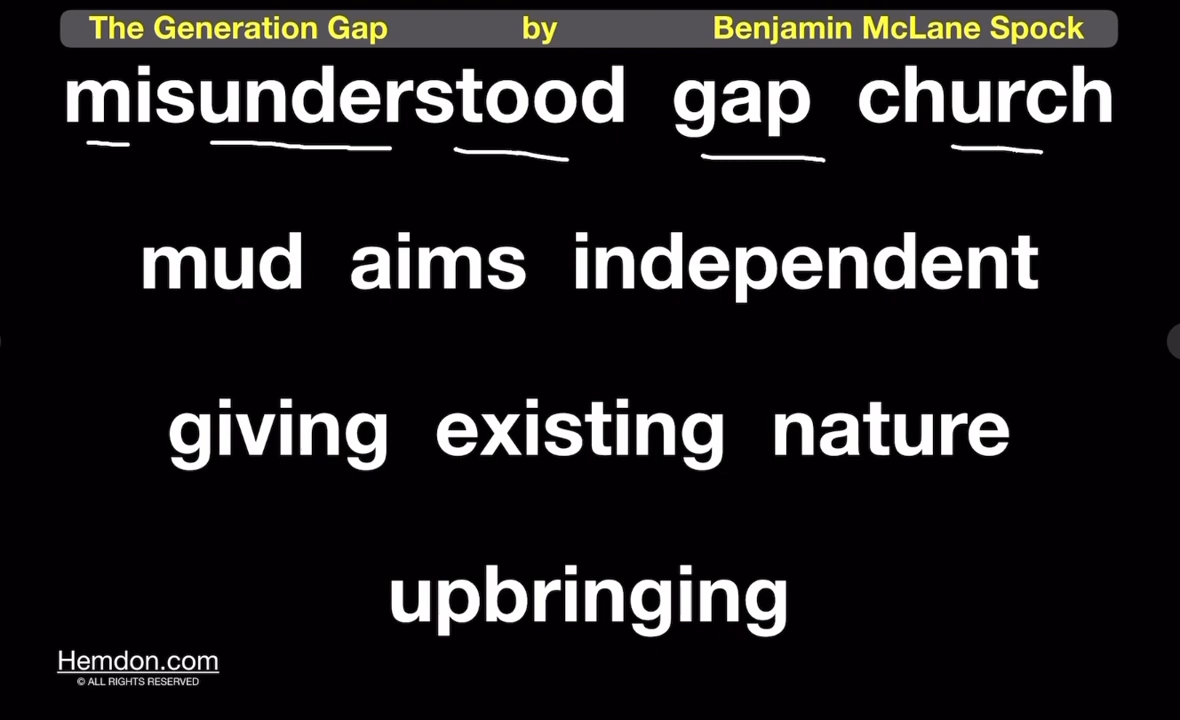 The Generation Gap by Benjamin McLane Spock
misunderstood gap church
mud aims independent
giving existing nature
upbringing
Hemdon.com
© ALL RIGHTS RESERVED